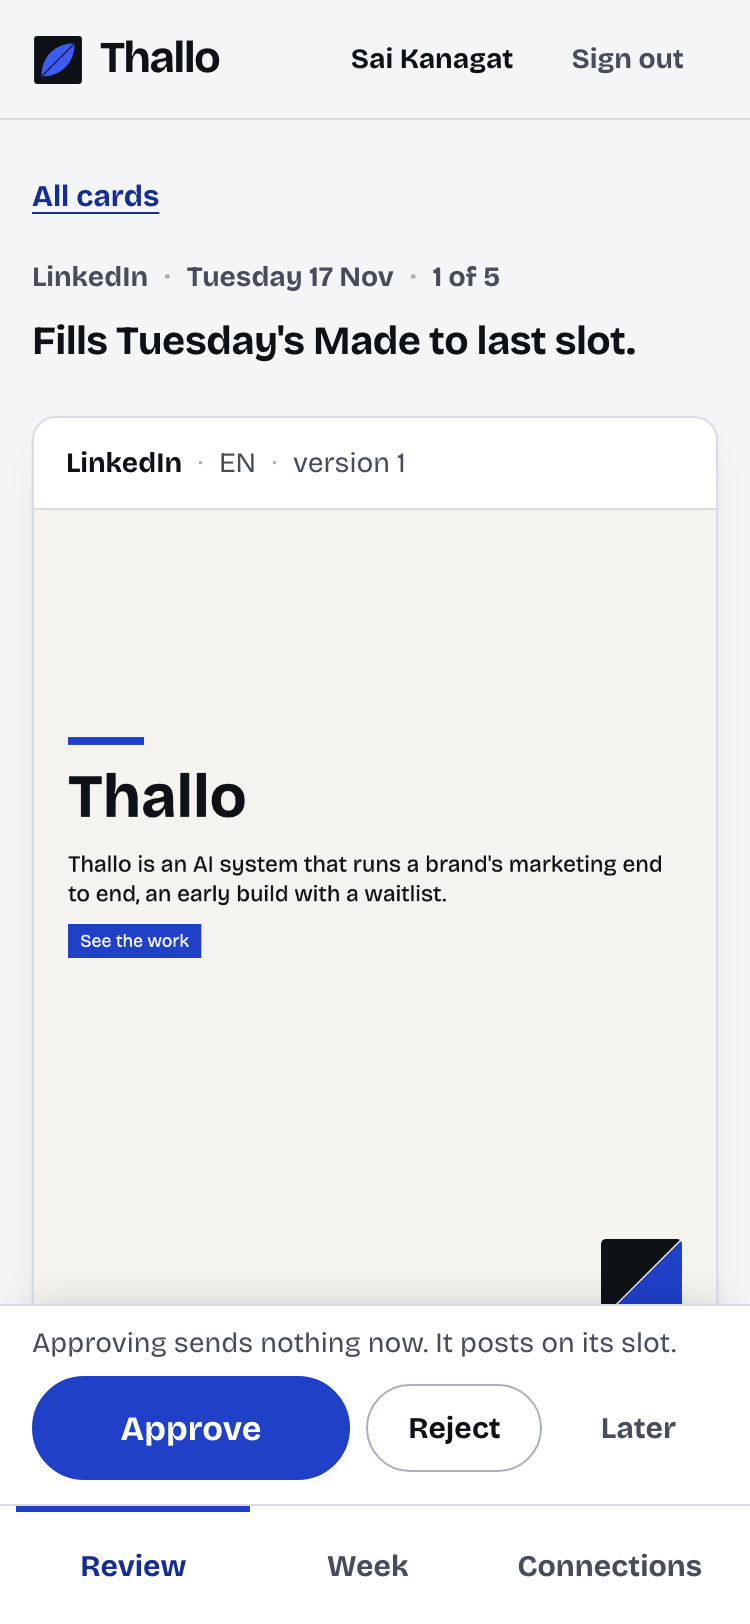 Thallo
Sai Kanagat
Sign out
All cards
LinkedIn · Tuesday 17 Nov · 1 of 5
Fills Tuesday's Made to last slot.
LinkedIn · EN · version 1
Thallo
Thallo is an AI system that runs a brand's marketing end
to end, an early build with a waitlist.
See the work
Approving sends nothing now. It posts on its slot.
Approve
Reject
Later
Review
Week
Connections